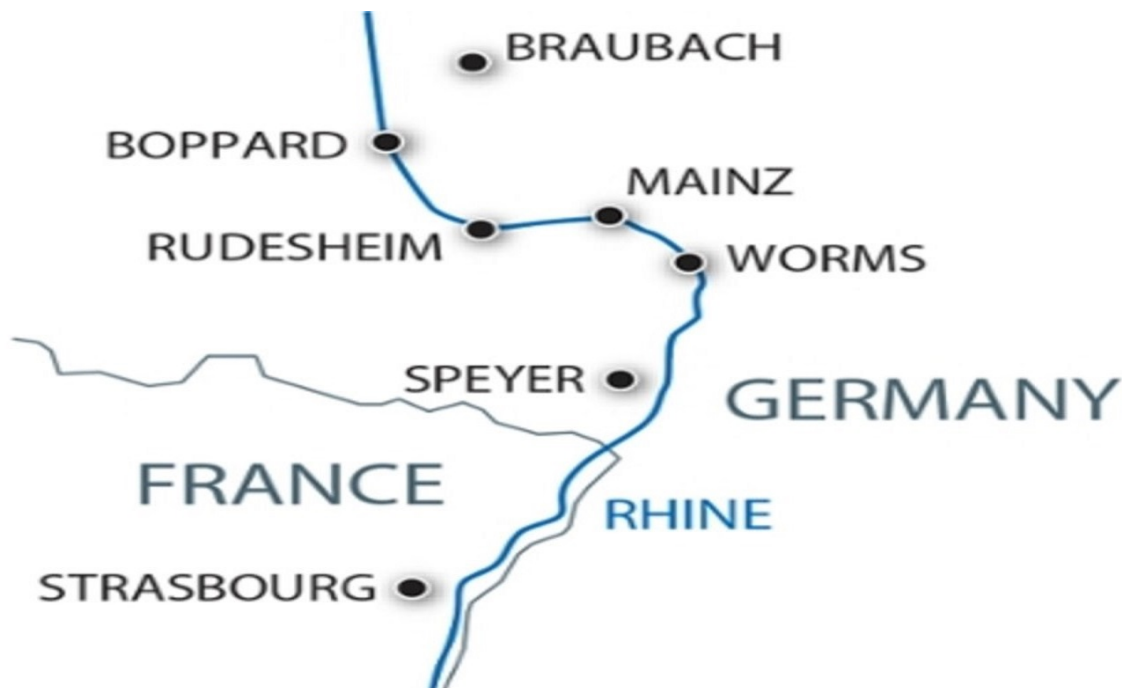 BRAUBACH
BOPPARD
MAINZ
RUDESHEIM
WORMS
SPEYER
GERMANY
FRANCE
RHINE
STRASBOURG